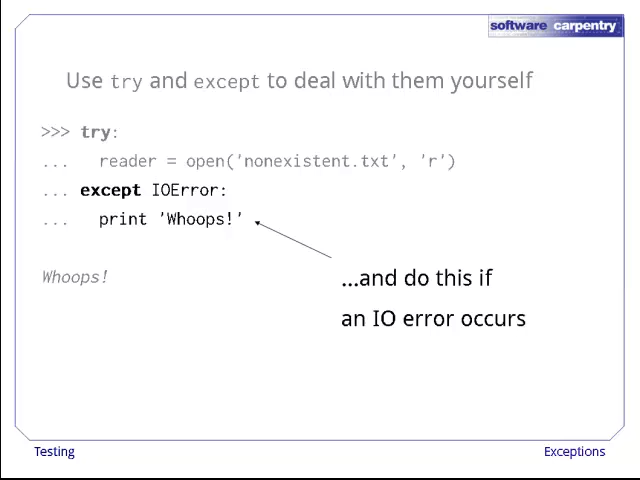 software carpentry
Use try and except to deal with them yourself
>>> try:
... reader = open('nonexistent.txt', 'r')
... except IOError:
... print 'Whoops!'
Whoops!
...and do this if
an IO error occurs
Testing
Exceptions